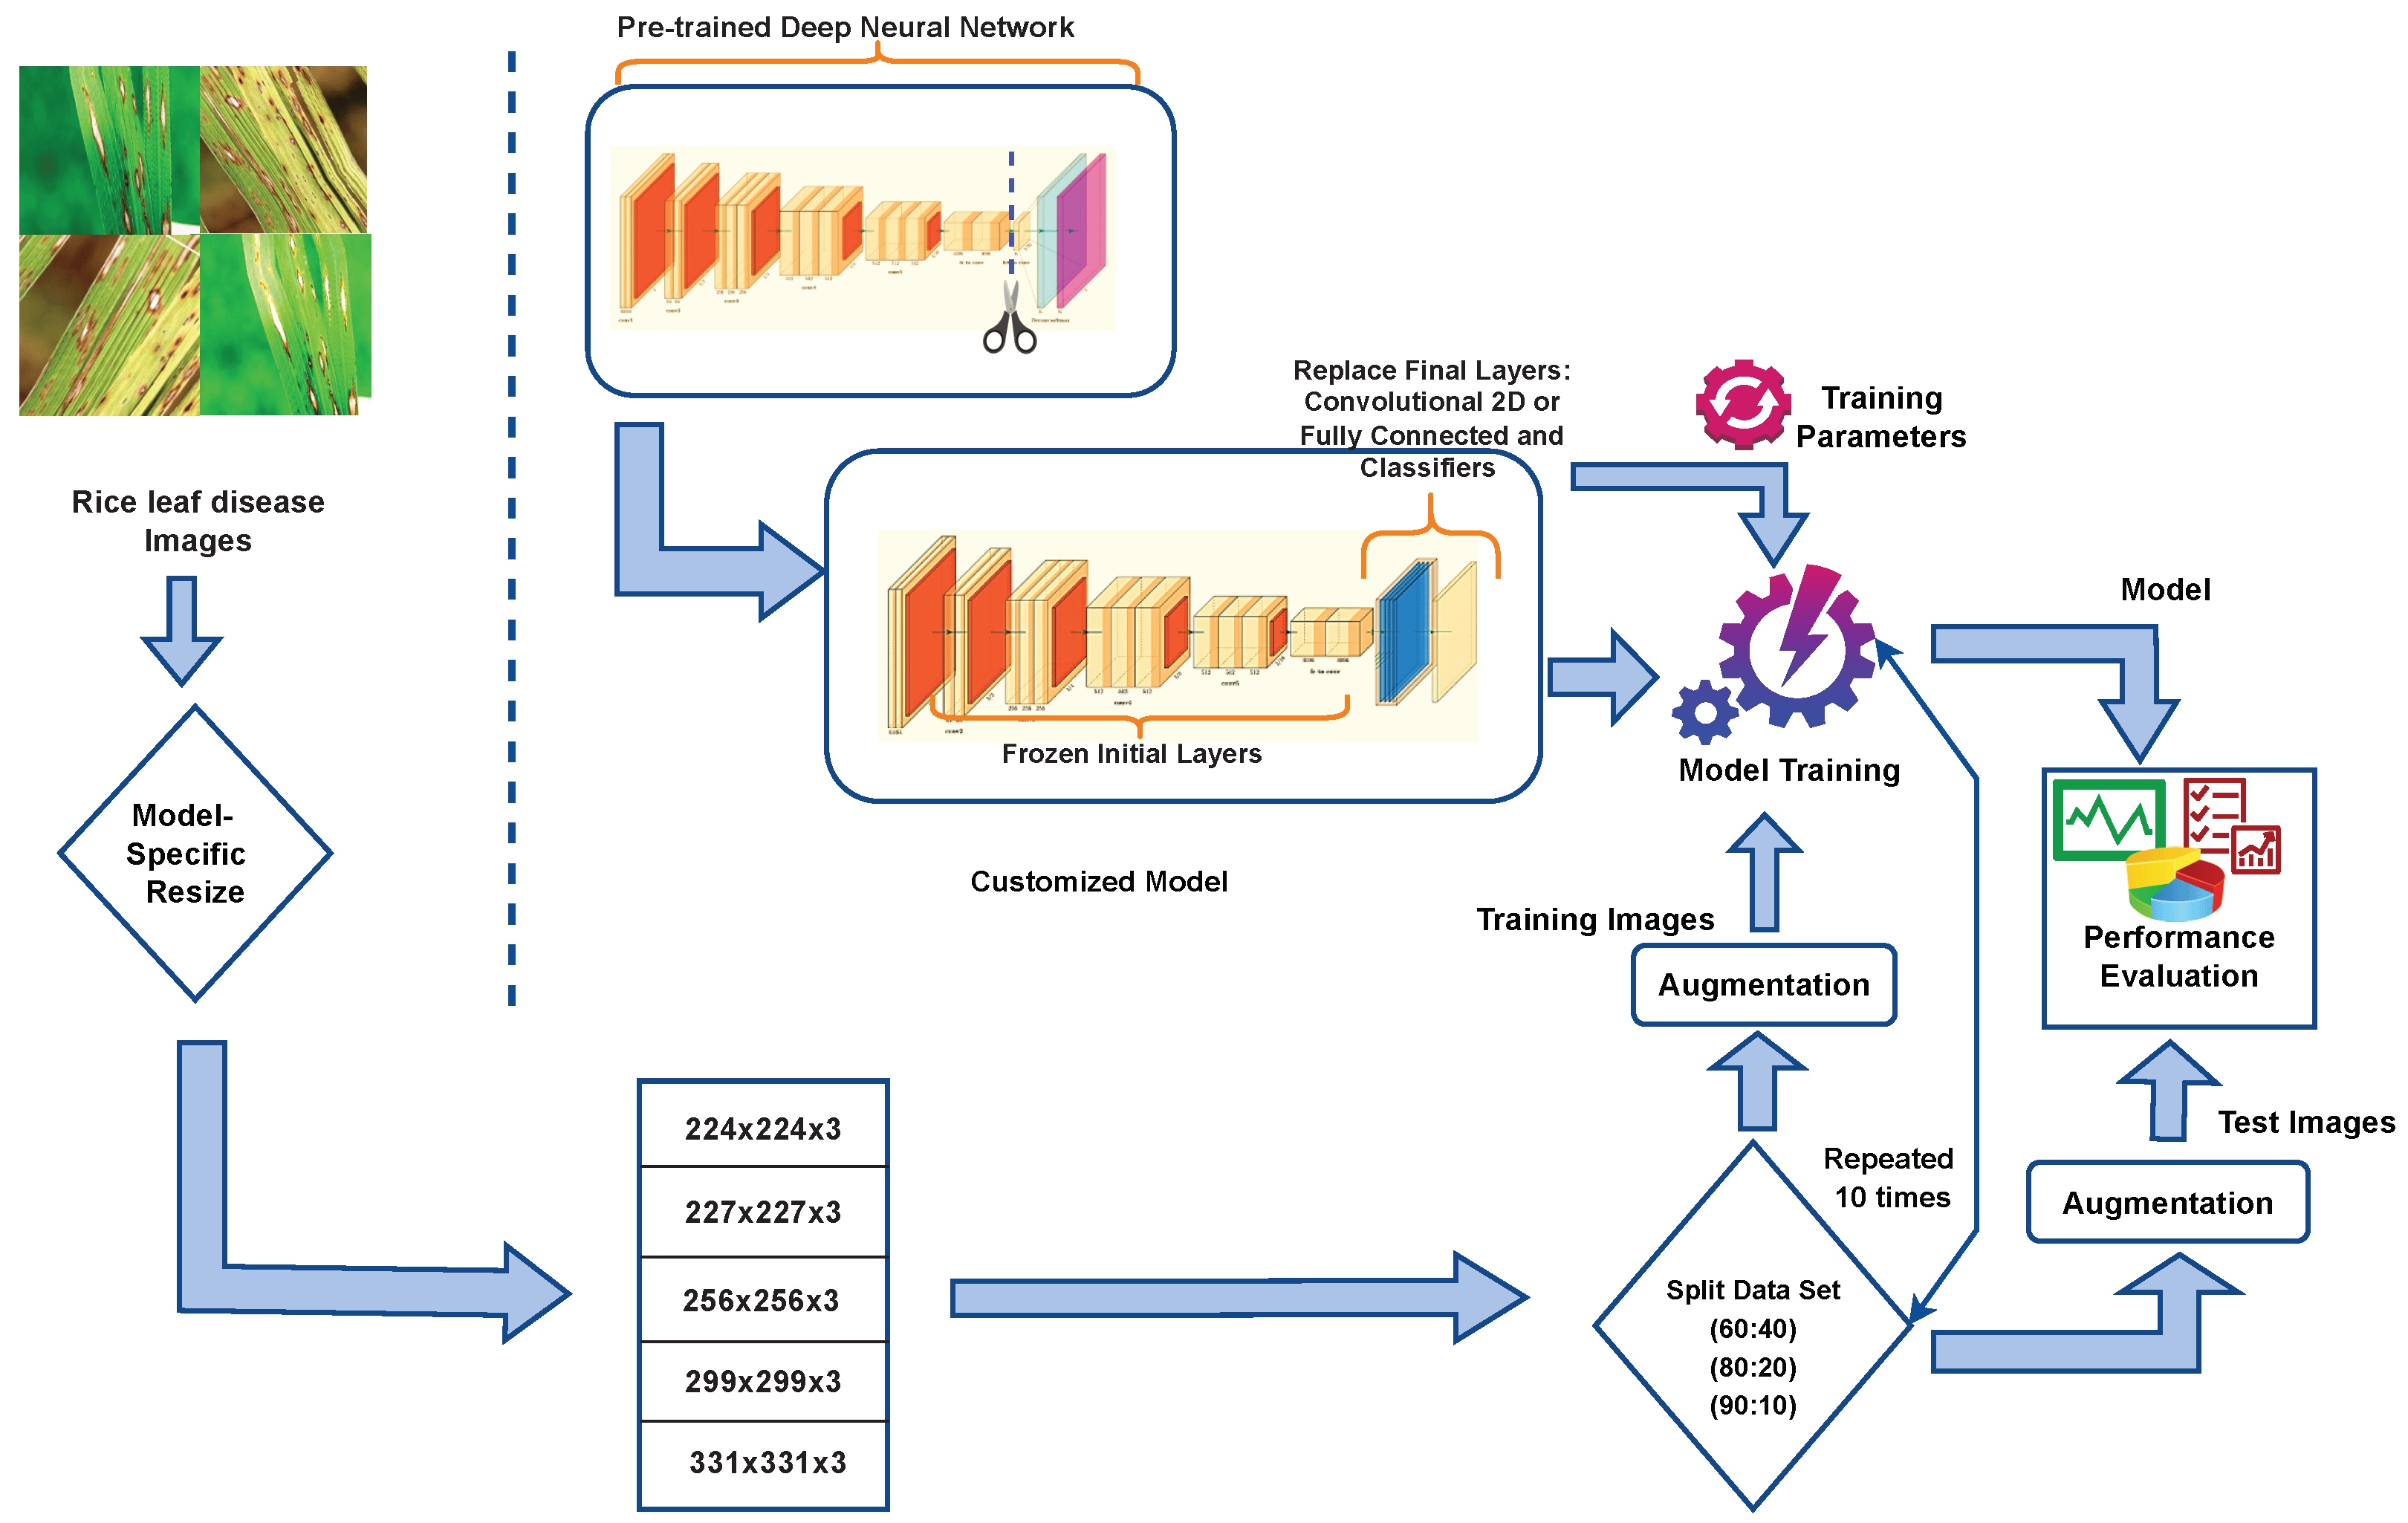 Pre-trained Deep Neural Network
Rice leaf disease
Images
Model-
Specific
Resize
Replace Final Layers:
Convolutional 2D or
Fully Connected and
Classifiers
Training
Parameters
Frozen Initial Layers
Customized Model
Model Training
Model
Training Images
Augmentation
Performance
Evaluation
Test Images
Augmentation
Repeated
10 times
Split Data Set
(60:40)
(80:20)
(90:10)
224x224x3
227x227x3
256x256x3
299x299x3
331x331x3